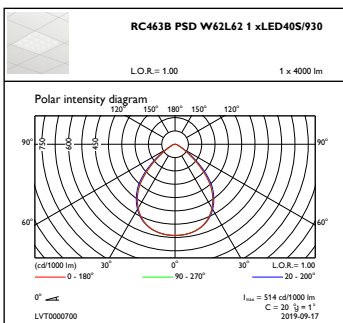 RC463B PSD W62L62 1 xLED40S/930
L.O.R.= 1.00 1 x 4000 lm
Polar intensity diagram
120° 150° 180° 150° 120°
90° 750 600 450 90°
60° 60°
30° 0° 30°
(cd/1000 lm) L.O.R.= 1.00
0 - 180° 90 - 270° 20 - 200°
0° Imax = 514 cd/1000 lm
C = 20 °
LVT0000700 2019-09-17